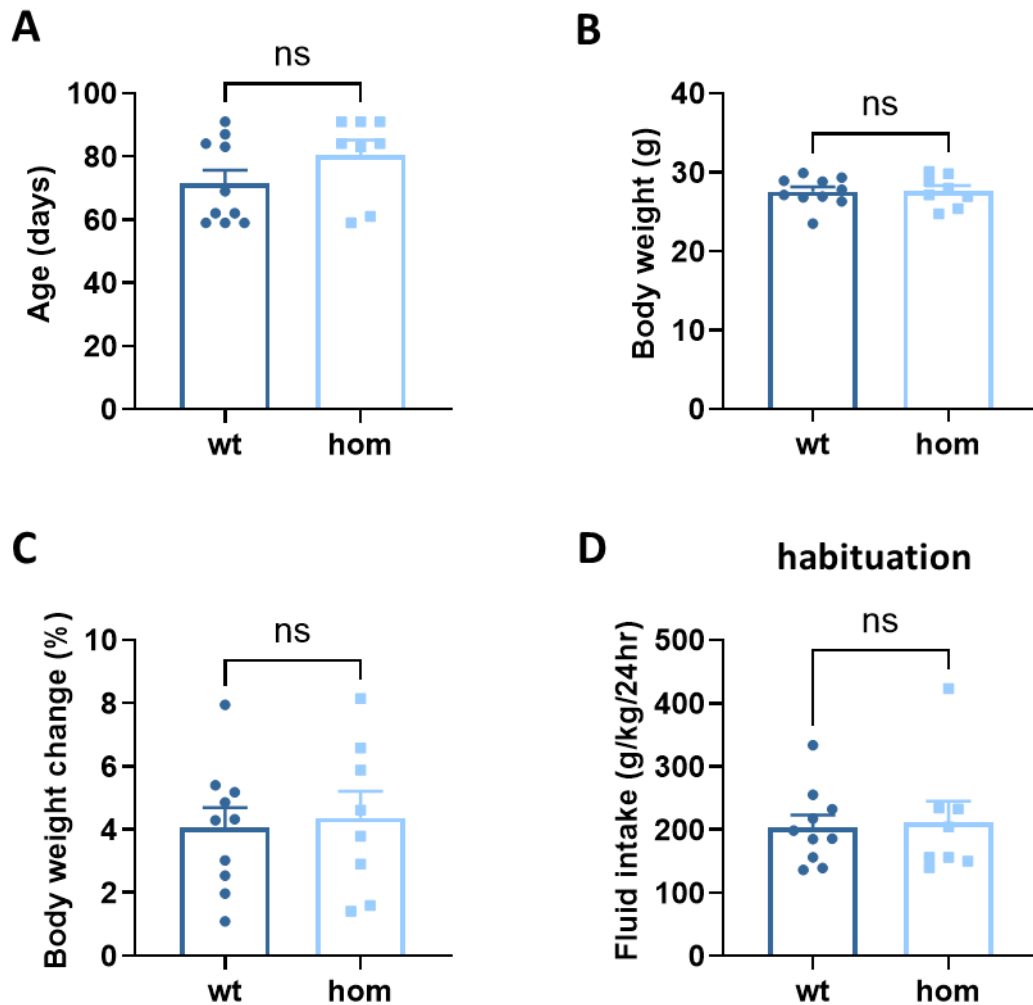 A
ns
Age (days)
100
80
60
40
20
0
wt hom
B
ns
Body weight (g)
40
30
20
10
0
wt hom
C
ns
Body weight change (%)
10
8
6
4
2
0
wt hom
D
habituation
ns
Fluid intake (g/kg/24hr)
500
400
300
200
100
0
wt hom